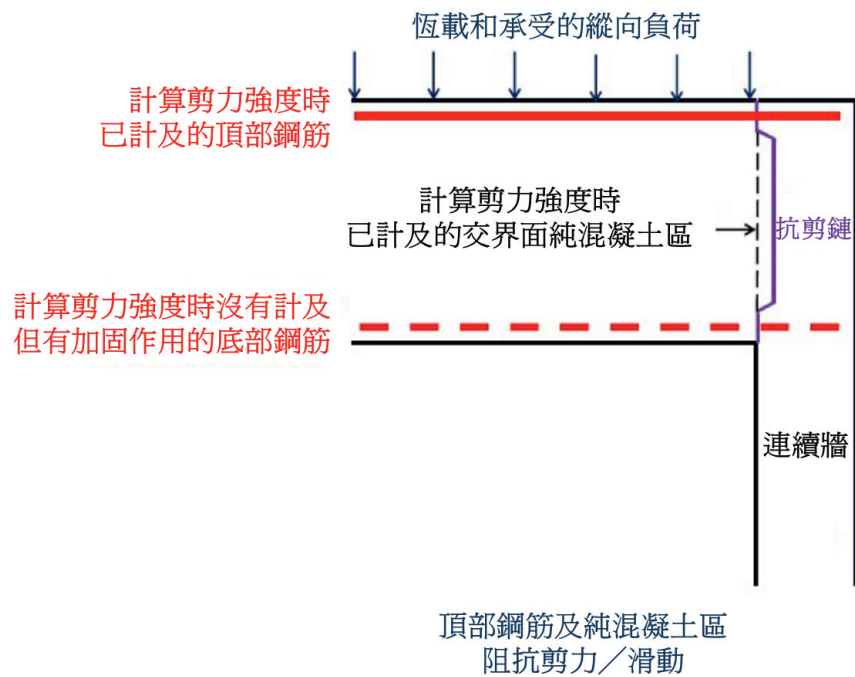 恆載和承受的縱向負荷
計算剪力強度時
已計及的頂部鋼筋
計算剪力強度時
已計及的交界面純混凝土區
抗剪鏈
計算剪力強度時沒有計及
但有加固作用的底部鋼筋
連續牆
頂部鋼筋及純混凝土區
阻抗剪力／滑動